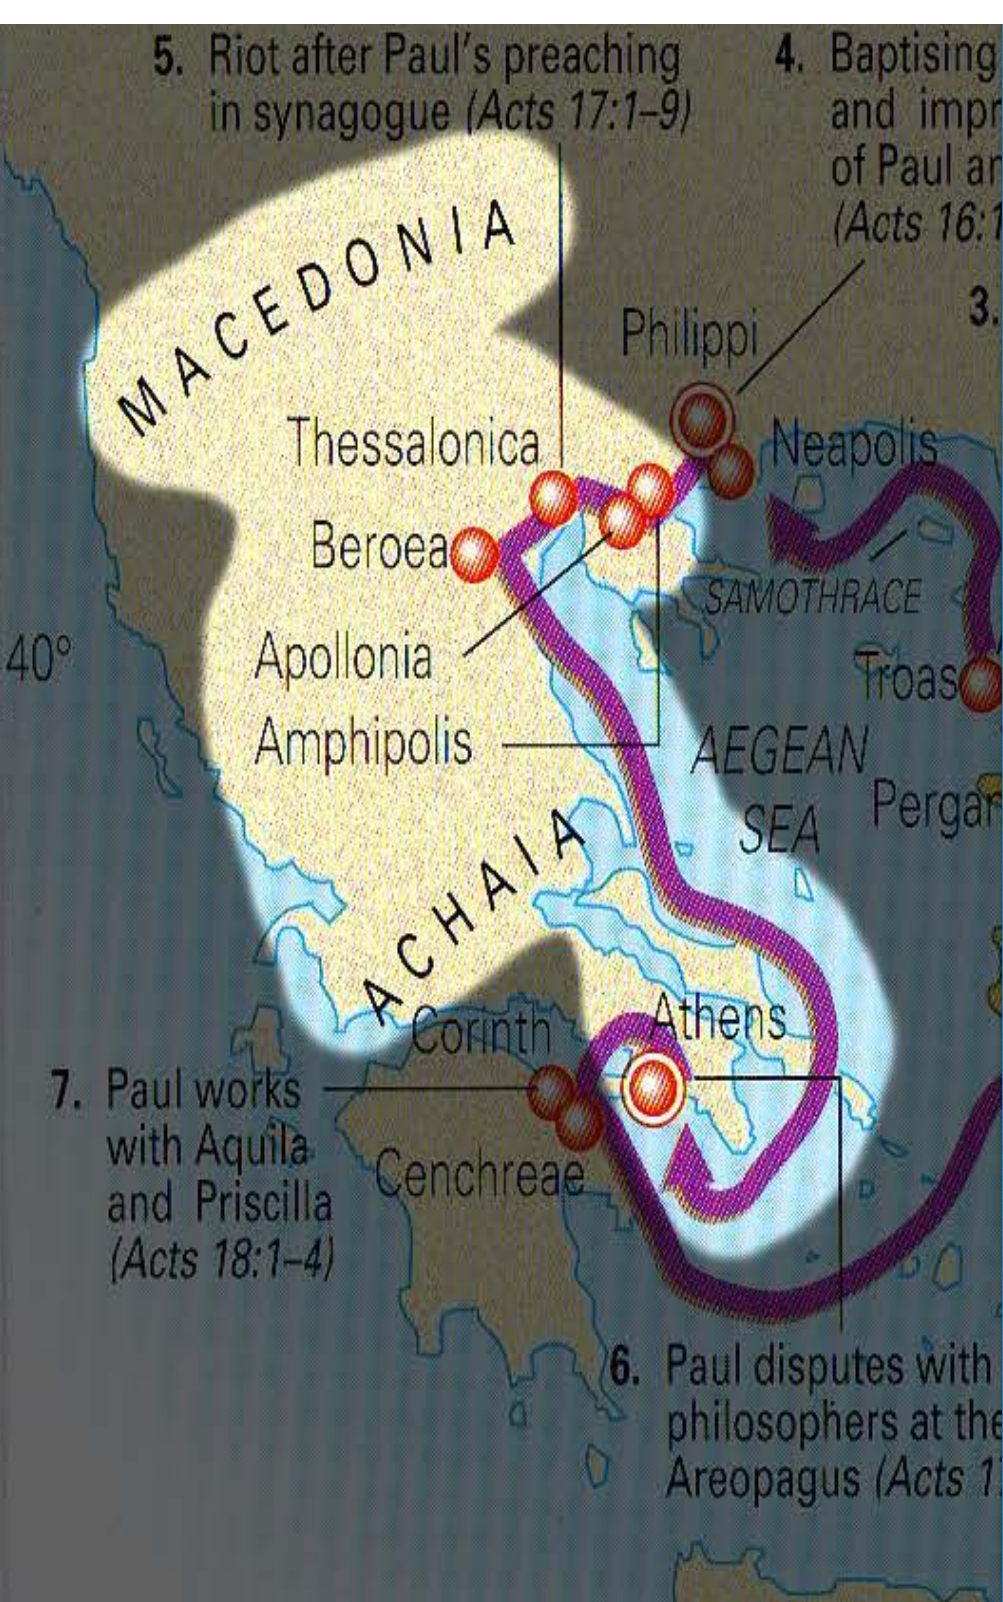 5. Riot after Paul's preaching
in synagogue (Acts 17:1–9)
4. Baptising
and impr
of Paul an
(Acts 16:1
3.
MACEDONIA
Philippi
Thessalonica
Neapolis
Beroea
SAMOTHRACE
40°
Apollonia
Troas
Amphipolis
AEGEAN
SEA
Pergam
ACHAIA
Corinth
Athens
7. Paul works
with Aquila
and Priscilla
(Acts 18:1–4)
Cenchreae
6. Paul disputes with
philosophers at the
Areopagus (Acts 1